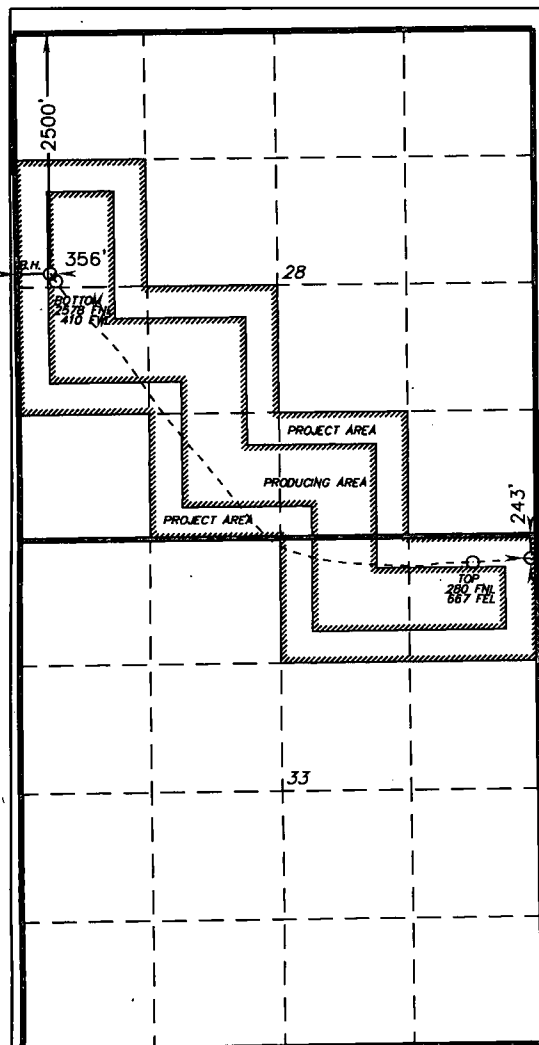 2500'
28
B.H.
356'
BOTTOM
2578 FNL
410 FWL
PROJECT AREA
PRODUCING AREA
PROJECT AREA
243'
TOP
280 FNL
667 FEL
33